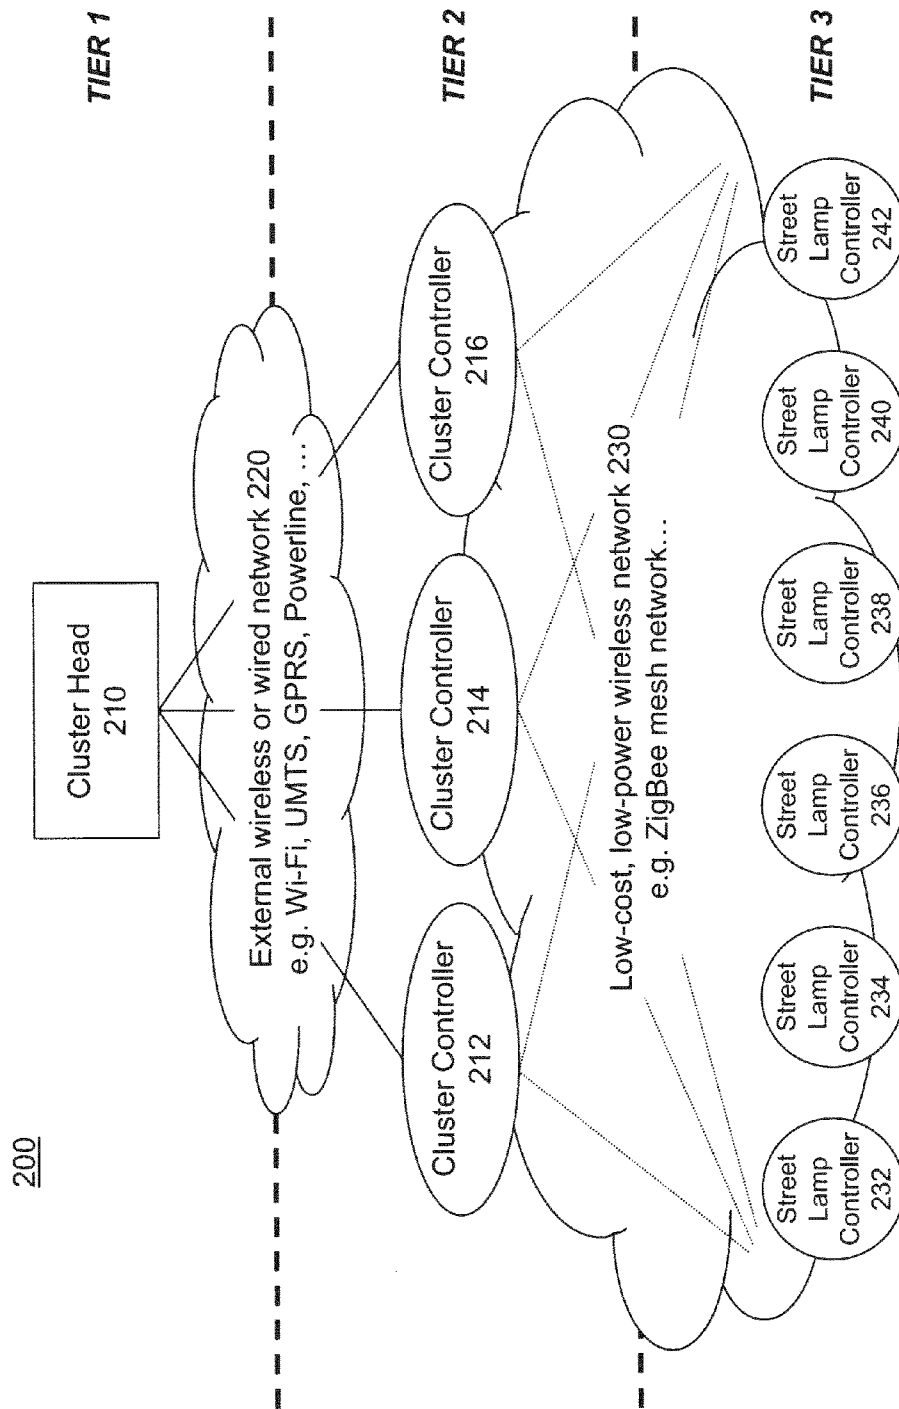 200
TIER 1
Cluster Head
210
External wireless or wired network 220
e.g. Wi-Fi, UMTS, GPRS, Powerline, ...
TIER 2
Cluster Controller
212
Cluster Controller
214
Cluster Controller
216
Low-cost, low-power wireless network 230
e.g. ZigBee mesh network...
TIER 3
Street
Lamp
Controller
232
Street
Lamp
Controller
234
Street
Lamp
Controller
236
Street
Lamp
Controller
238
Street
Lamp
Controller
240
Street
Lamp
Controller
242